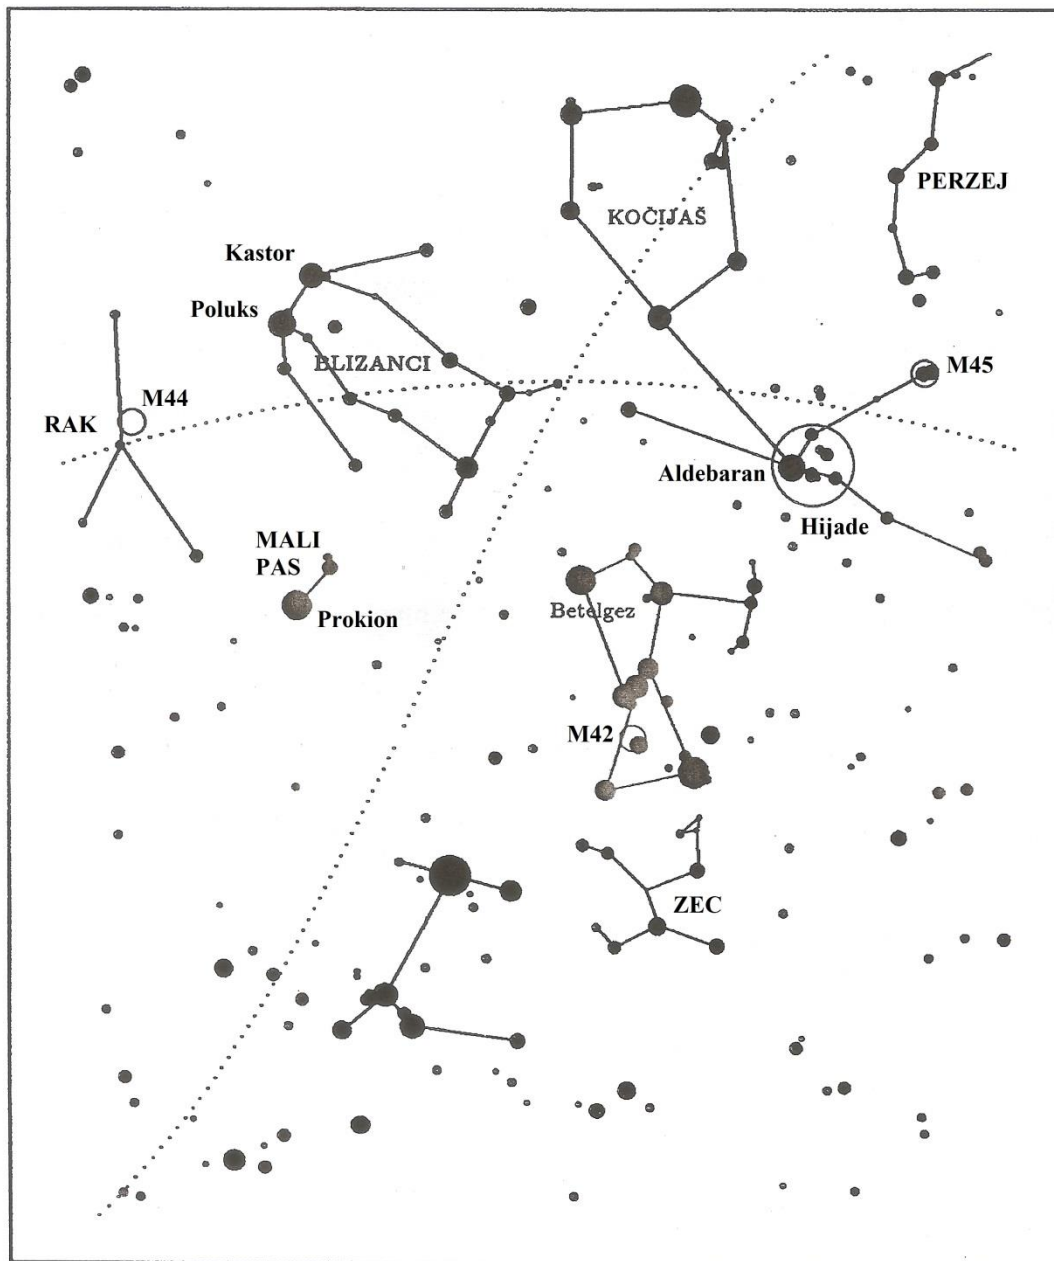 PERZEJ
KOČIJAŠ
Kastor
Poluks
BLIZANCI
M45
M44
RAK
Aldebaran
Hijade
MALI
PAS
Betelgez
Prokion
M42
ZEC